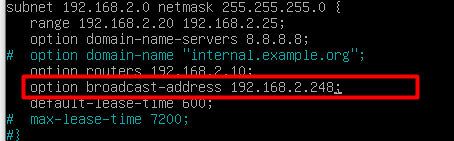 subnet 192.168.2.0 netmask 255.255.255.0 {
range 192.168.2.20 192.168.2.25;
option domain-name-servers 8.8.8.8;
# option domain-name "internal.example.org";
option routers 192.168.2.10;
option broadcast-address 192.168.2.248;
default-lease-time 600;
# max-lease-time 7200;
#}